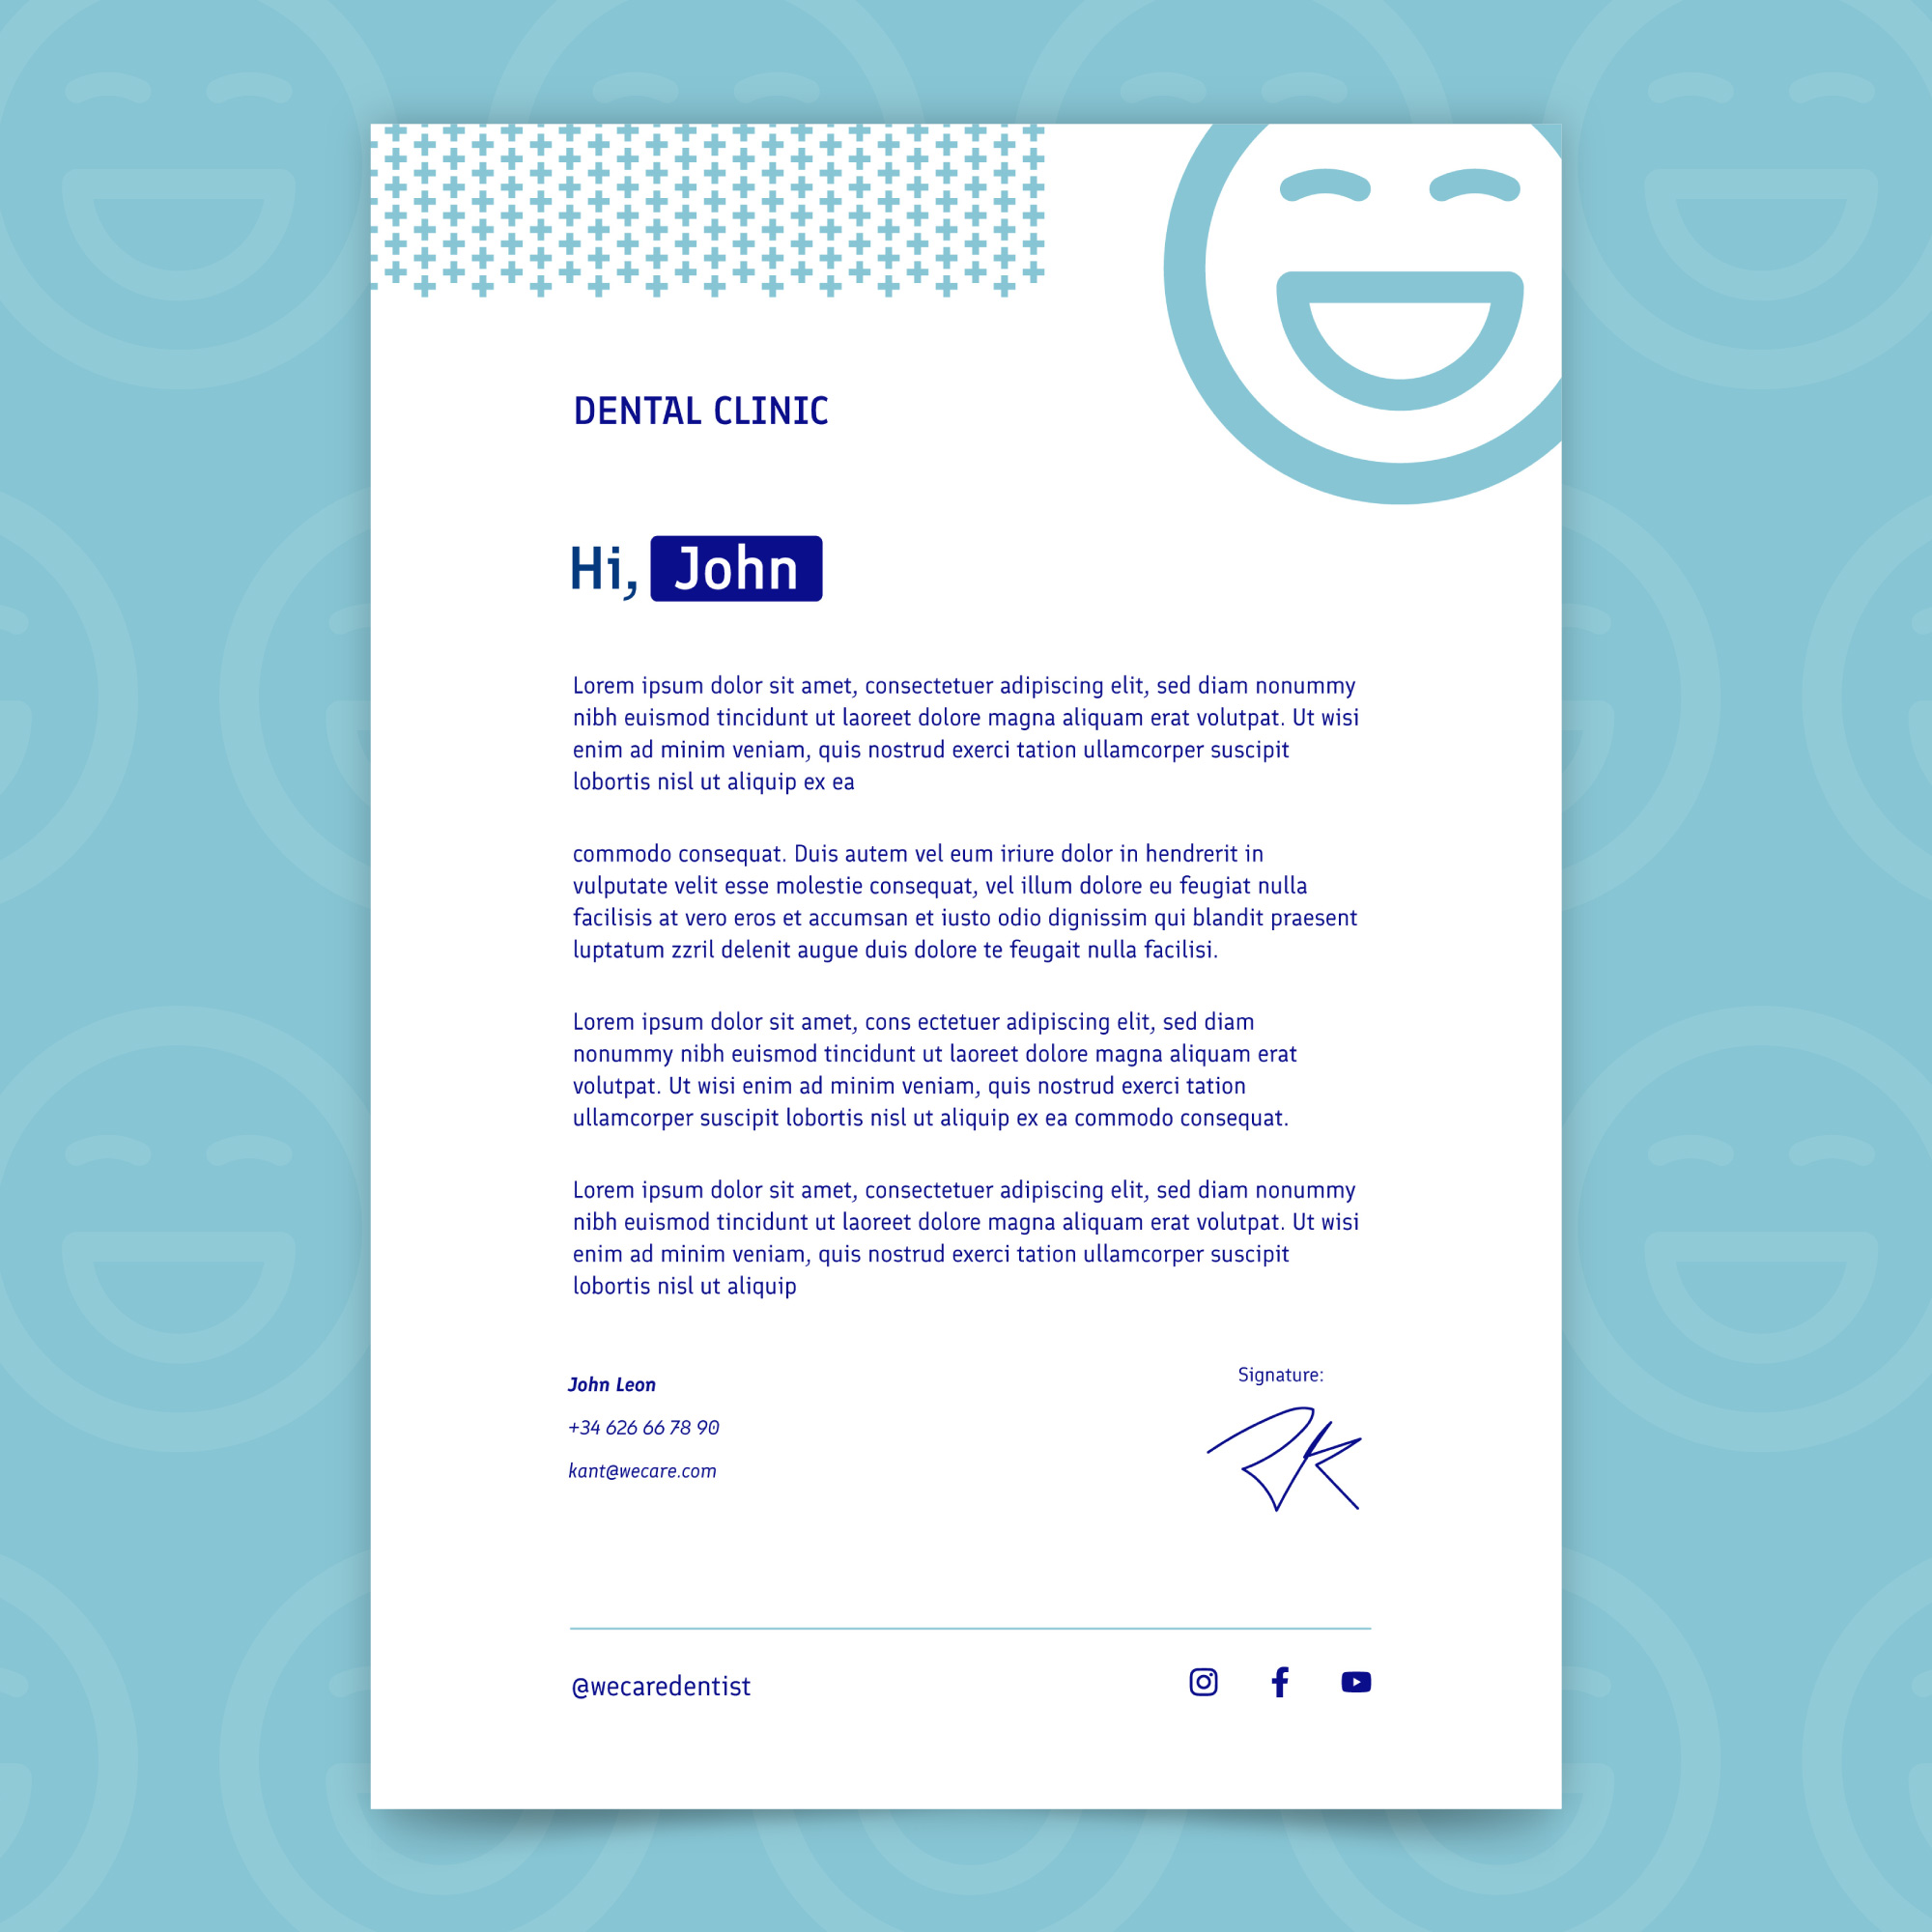 DENTAL CLINIC
Hi, John
Lorem ipsum dolor sit amet, consectetuer adipiscing elit, sed diam nonummy
nibh euismod tincidunt ut laoreet dolore magna aliquam erat volutpat. Ut wisi
enim ad minim veniam, quis nostrud exerci tation ullamcorper suscipit
lobortis nisl ut aliquip ex ea
commodo consequat. Duis autem vel eum iriure dolor in hendrerit in
vulputate velit esse molestie consequat, vel illum dolore eu feugiat nulla
facilisis at vero eros et accumsan et iusto odio dignissim qui blandit praesent
luptatum zzril delenit augue duis dolore te feugait nulla facilisi.
Lorem ipsum dolor sit amet, cons ectetuer adipiscing elit, sed diam
nonummy nibh euismod tincidunt ut laoreet dolore magna aliquam erat
volutpat. Ut wisi enim ad minim veniam, quis nostrud exerci tation
ullamcorper suscipit lobortis nisl ut aliquip ex ea commodo consequat.
Lorem ipsum dolor sit amet, consectetuer adipiscing elit, sed diam nonummy
nibh euismod tincidunt ut laoreet dolore magna aliquam erat volutpat. Ut wisi
enim ad minim veniam, quis nostrud exerci tation ullamcorper suscipit
lobortis nisl ut aliquip
John Leon
+34 626 66 78 90
kant@wecare.com
Signature:
@wecaredentist